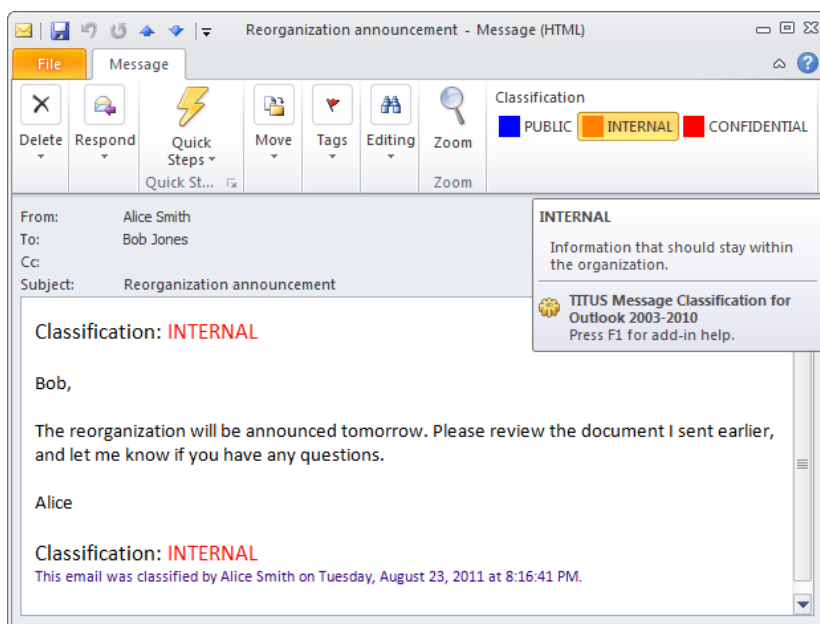 Reorganization announcement - Message (HTML)
File
Message
Delete
Respond
Quick
Steps
Quick St...
Move
Tags
Editing
Zoom
Zoom
Classification
PUBLIC
INTERNAL
CONFIDENTIAL
From: Alice Smith
To: Bob Jones
Cc:
Subject: Reorganization announcement
INTERNAL
Information that should stay within
the organization.
TITUS Message Classification for
Outlook 2003-2010
Press F1 for add-in help.
Classification: INTERNAL
Bob,
The reorganization will be announced tomorrow. Please review the document I sent earlier,
and let me know if you have any questions.
Alice
Classification: INTERNAL
This email was classified by Alice Smith on Tuesday, August 23, 2011 at 8:16:41 PM.